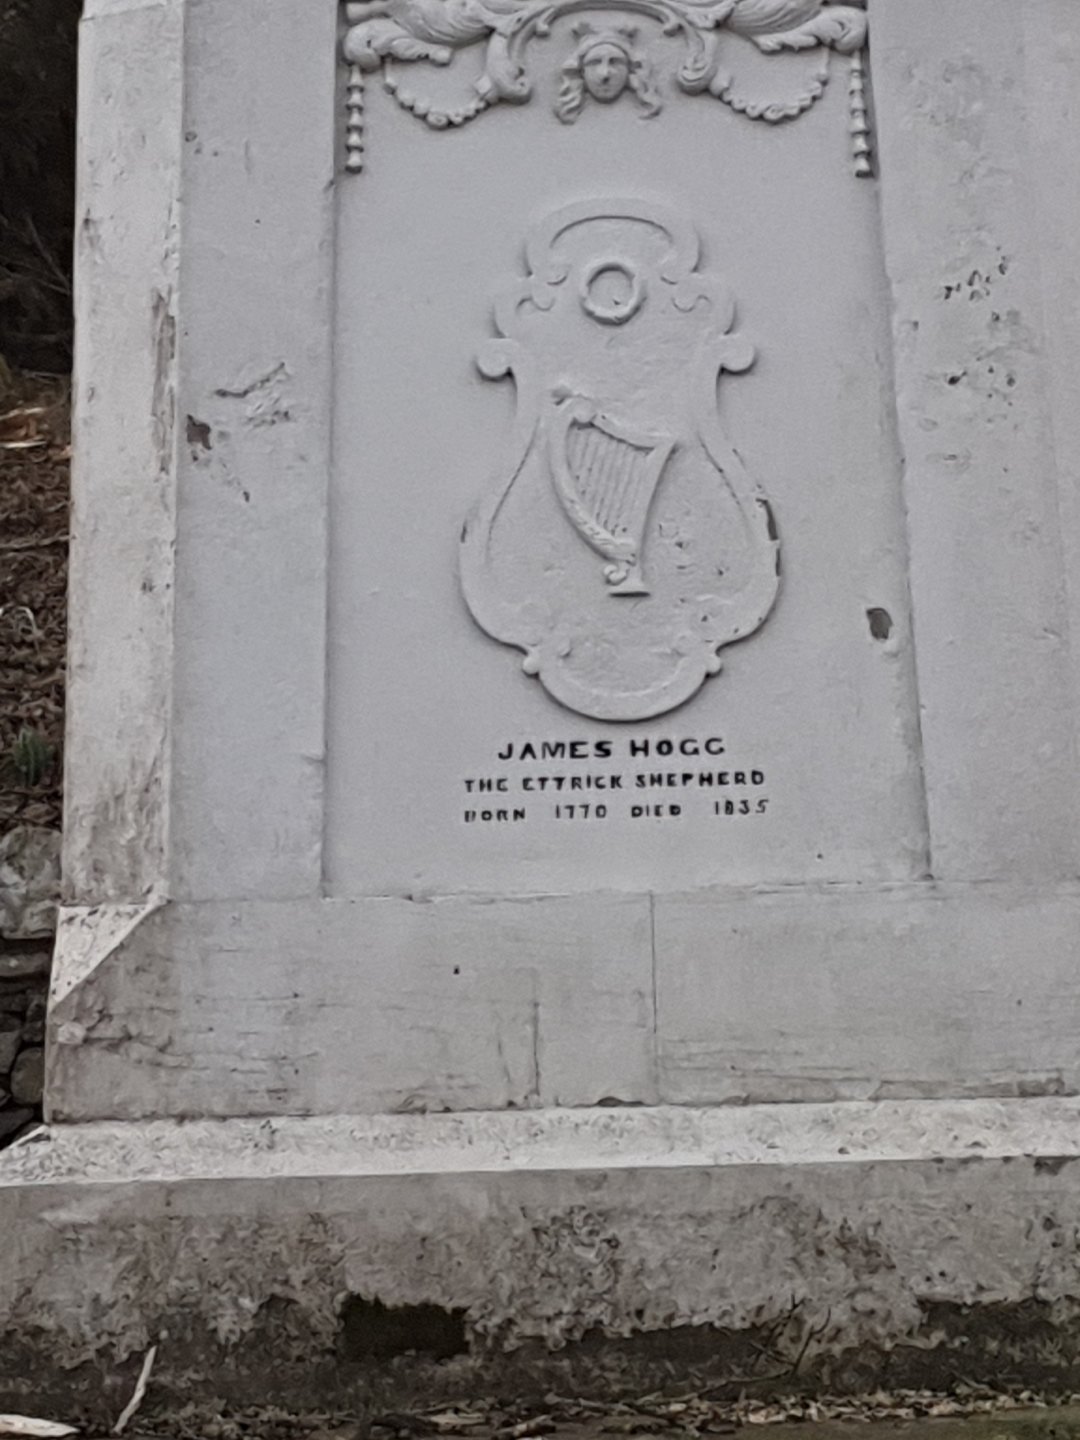 JAMES HOGG
THE ETTRICK SHEPHERD
BORN 1770 DIED 1835